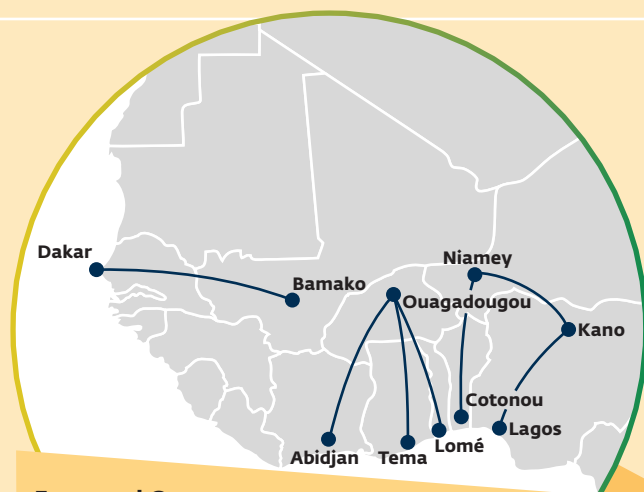 Dakar
Niamey
Bamako
Ouagadougou
Kano
Cotonou
Lagos
Lomé
Abidjan
Tema